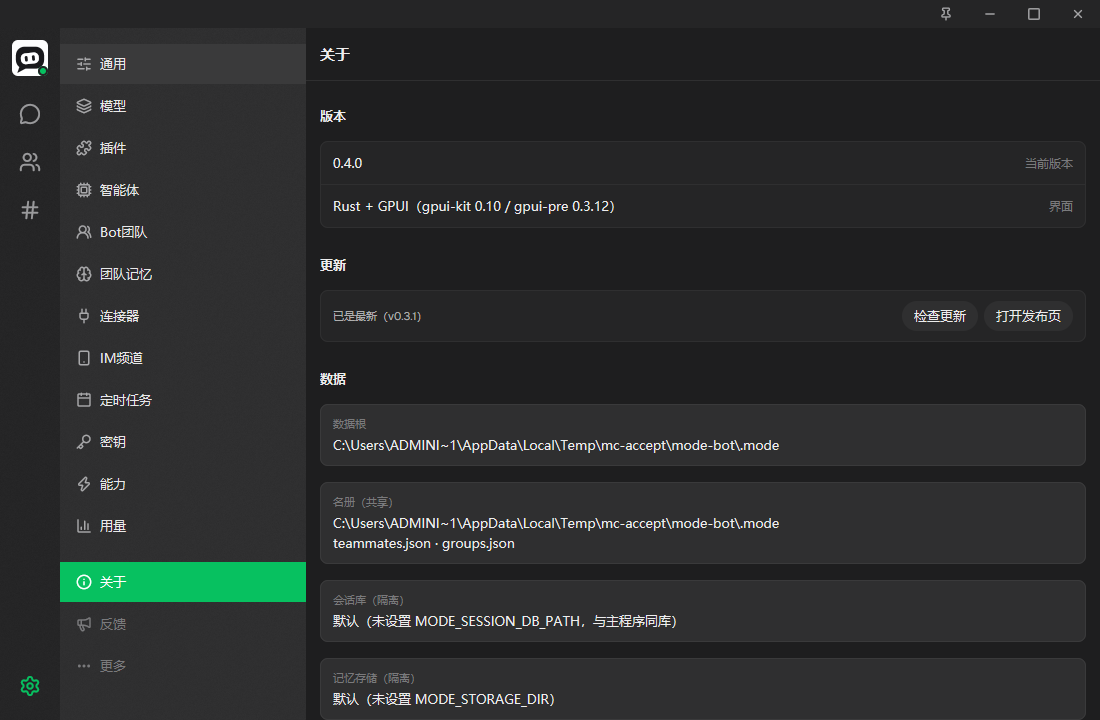 通用
模型
插件
智能体
Bot团队
团队记忆
连接器
IM频道
定时任务
密钥
能力
用量
关于
反馈
更多
关于
版本
0.4.0
当前版本
Rust + GPUI（gpui-kit 0.10 / gpui-pre 0.3.12）
界面
更新
已是最新（v0.3.1）
检查更新
打开发布页
数据
数据根
C:\Users\ADMINI~1\AppData\Local\Temp\mc-accept\mode-bot\.mode
名册（共享）
C:\Users\ADMINI~1\AppData\Local\Temp\mc-accept\mode-bot\.mode
teammates.json · groups.json
会话库（隔离）
默认（未设置 MODE_SESSION_DB_PATH，与主程序同库）
记忆存储（隔离）
默认（未设置 MODE_STORAGE_DIR）